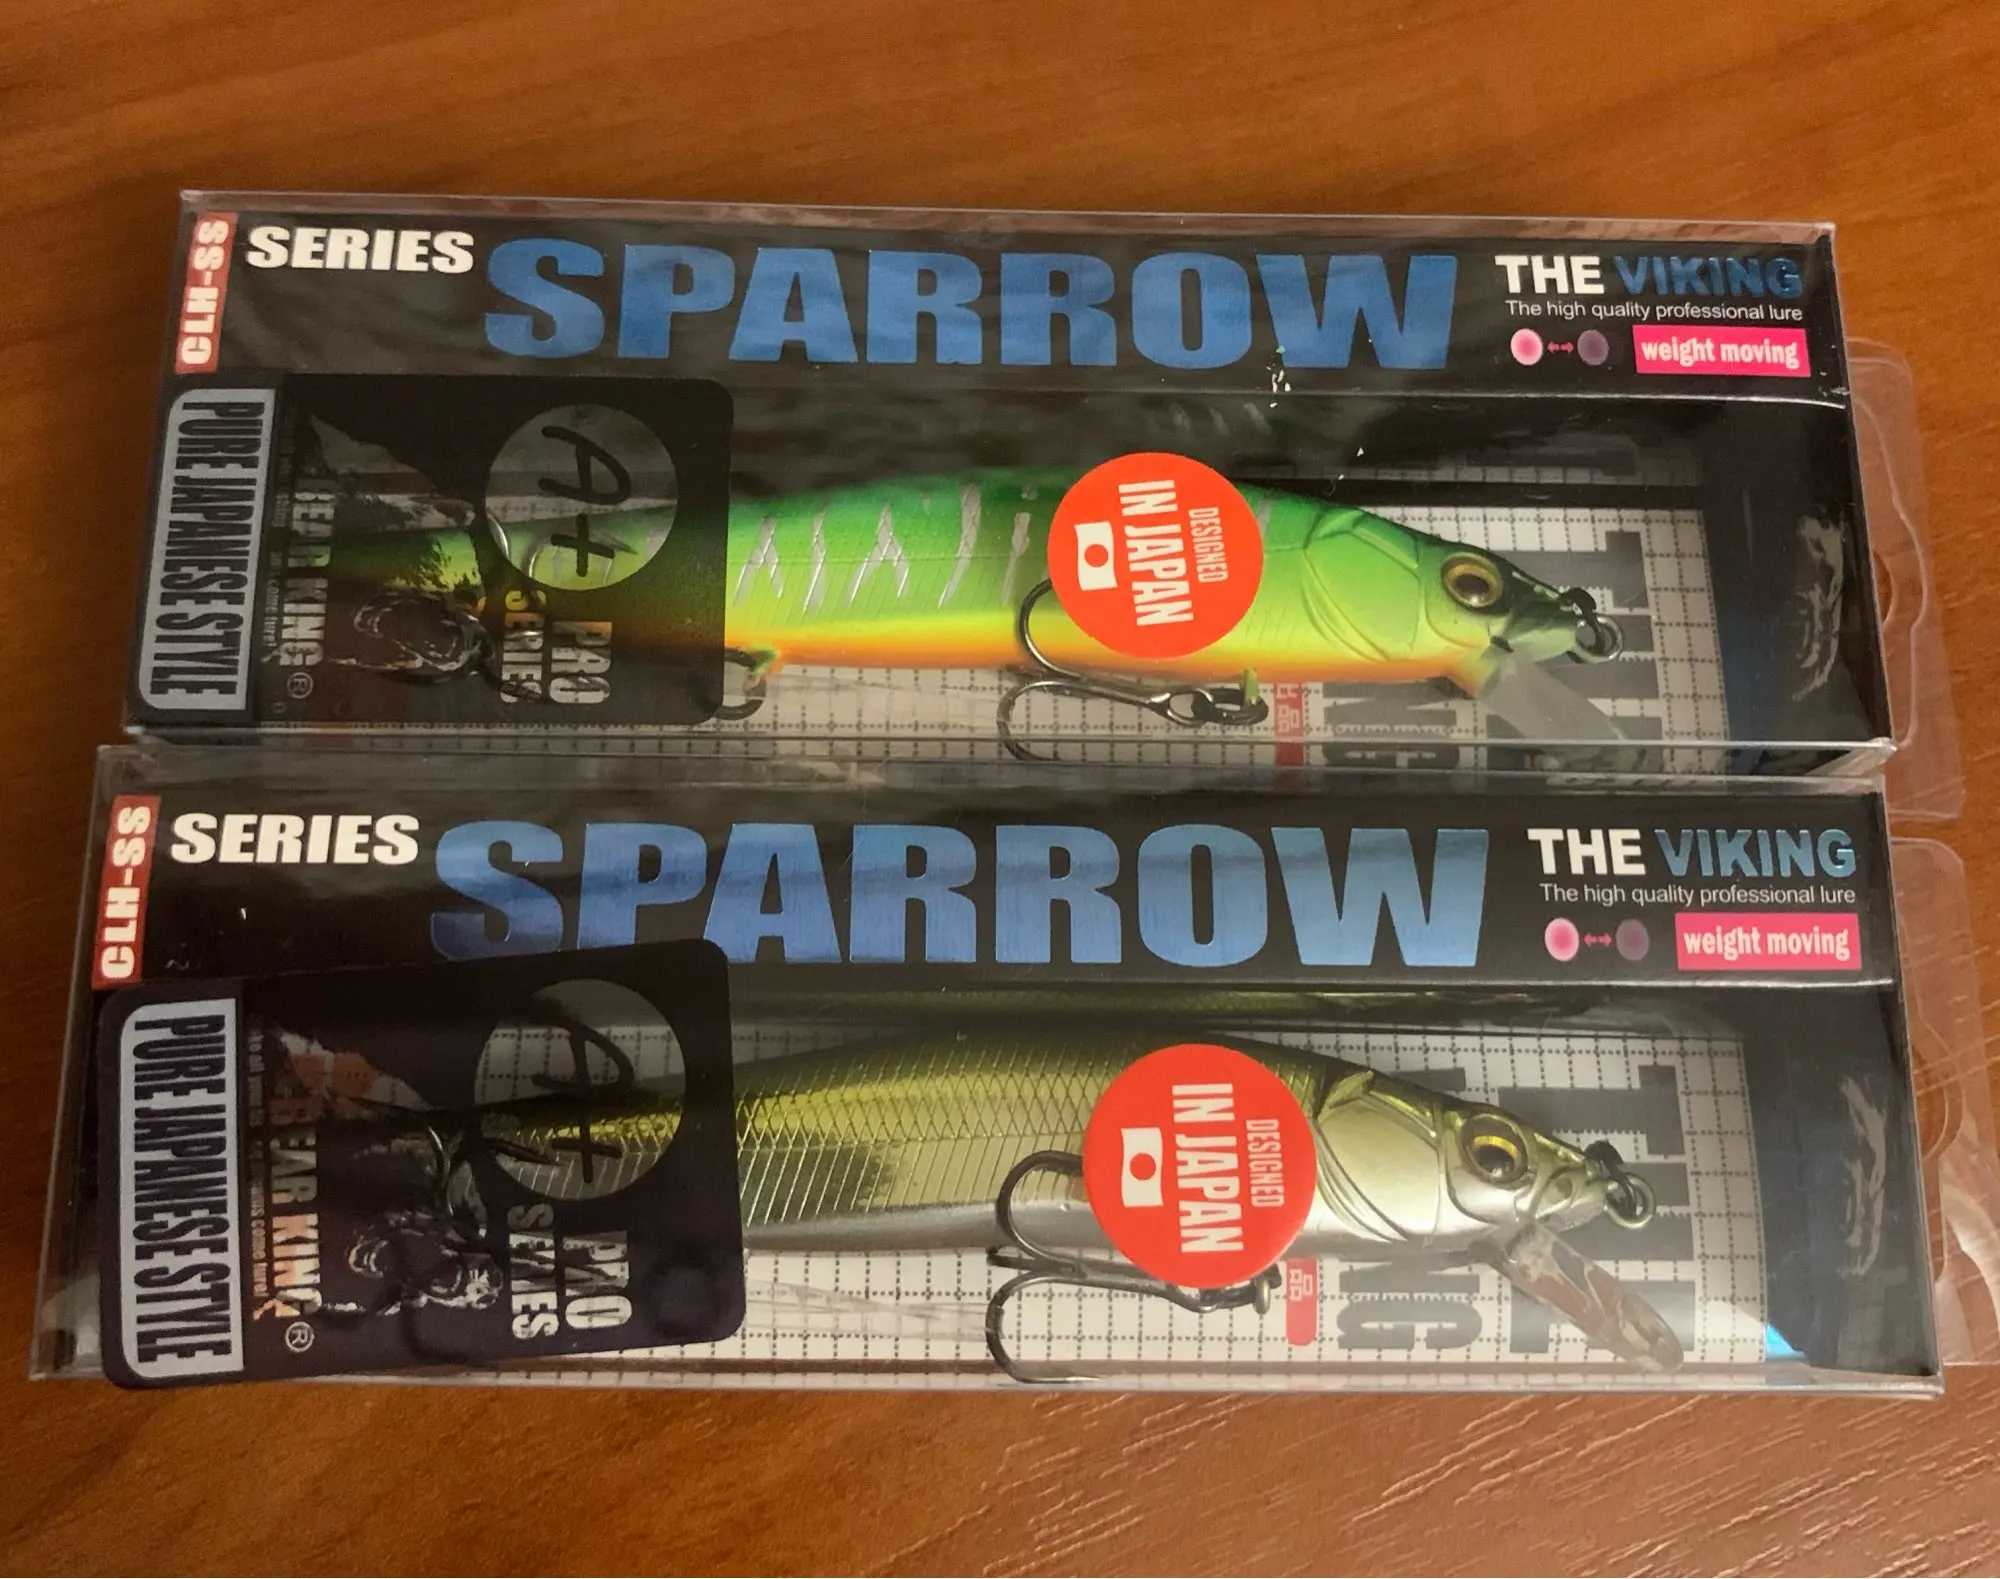 CLH-SS
SERIES
SPARROW
THE VIKING
The high quality professional lure
weight moving
PURE JAPANESE STYLE
BEAR KING®
A+
PRO
SERIES
DESIGNED
IN JAPAN
CLH-SS
SERIES
SPARROW
THE VIKING
The high quality professional lure
weight moving
PURE JAPANESE STYLE
BEAR KING®
A+
PRO
SERIES
DESIGNED
IN JAPAN